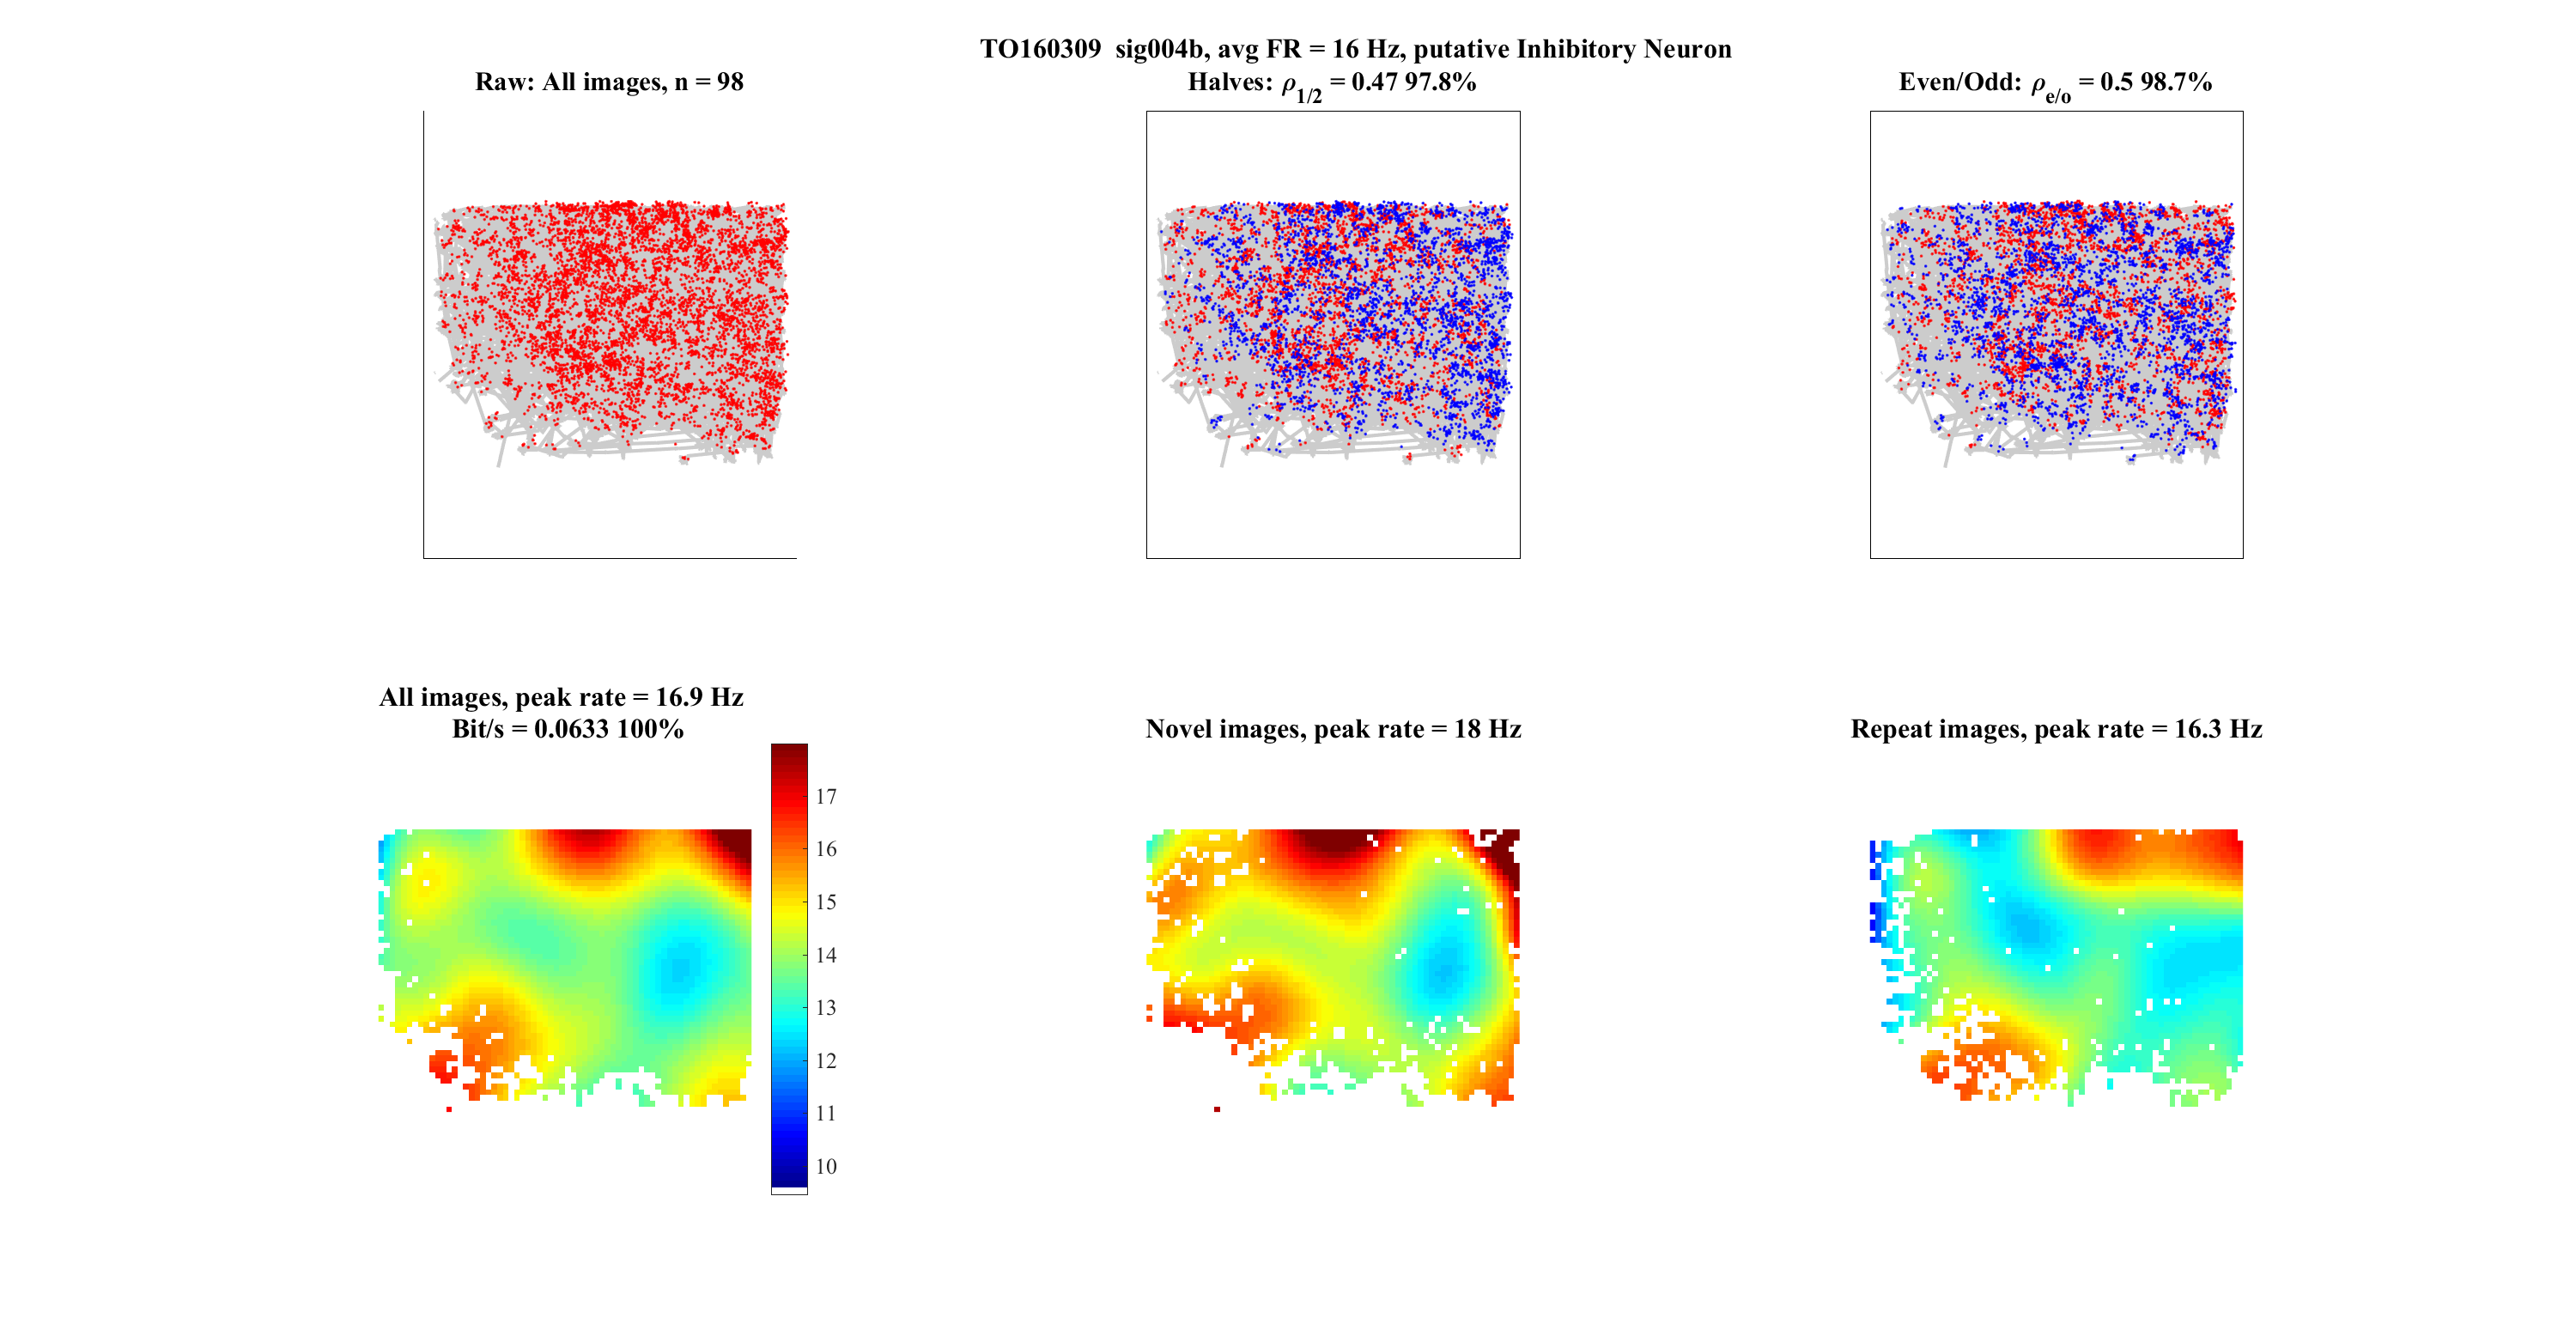 TO160309  sig004b, avg FR = 16 Hz, putative Inhibitory Neuron
Raw: All images, n = 98
Halves: ρ1/2 = 0.47 97.8%
Even/Odd: ρe/o = 0.5 98.7%
All images, peak rate = 16.9 Hz
Bit/s = 0.0633 100%
Novel images, peak rate = 18 Hz
Repeat images, peak rate = 16.3 Hz
17
16
15
14
13
12
11
10